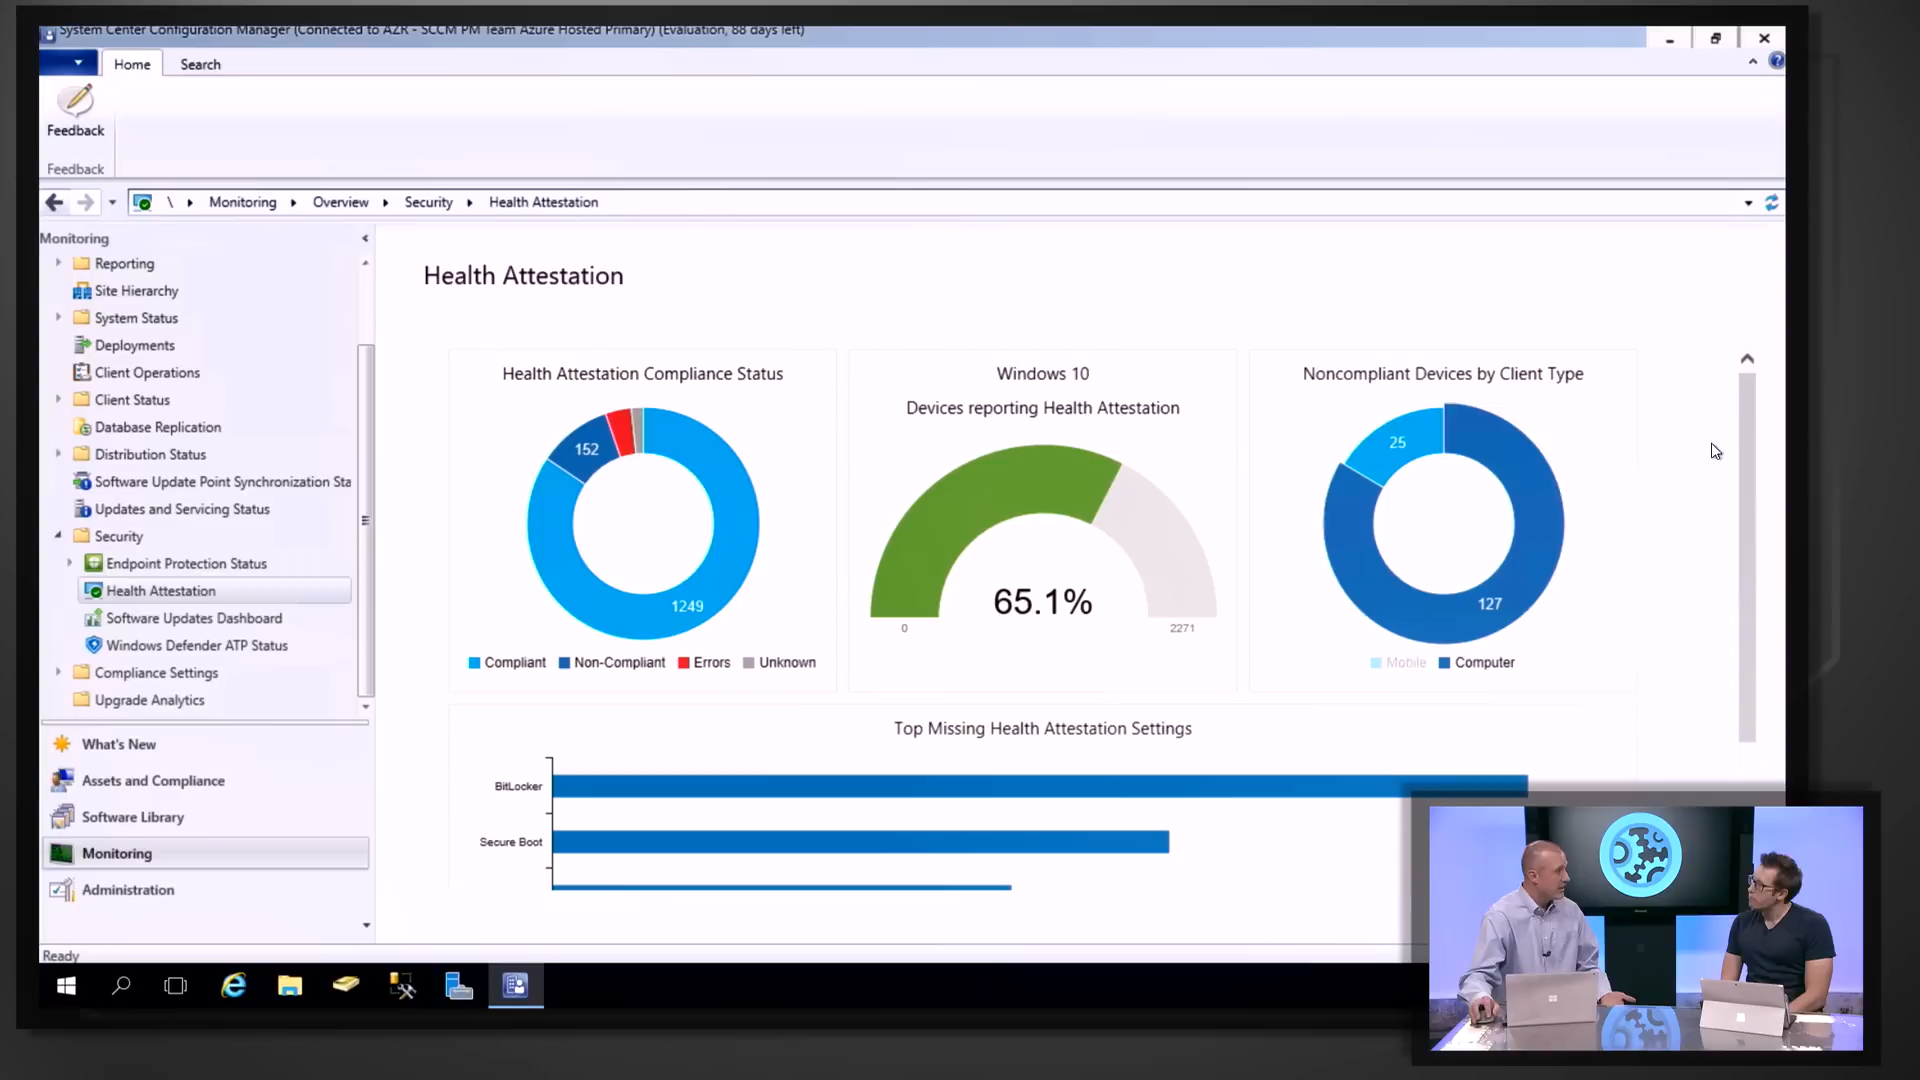 System Center Configuration Manager (Connected to AZR - SCCM PM Team Azure Hosted Primary) (Evaluation, 88 days left)
Home
Search
Feedback
Feedback
\ Monitoring Overview Security Health Attestation
Monitoring
Reporting
Site Hierarchy
System Status
Deployments
Client Operations
Client Status
Database Replication
Distribution Status
Software Update Point Synchronization Sta
Updates and Servicing Status
Security
Endpoint Protection Status
Health Attestation
Software Updates Dashboard
Windows Defender ATP Status
Compliance Settings
Upgrade Analytics
What's New
Assets and Compliance
Software Library
Monitoring
Administration
Ready
Health Attestation
Health Attestation Compliance Status
152
1249
Compliant Non-Compliant Errors Unknown
Windows 10
Devices reporting Health Attestation
65.1%
0 2271
Noncompliant Devices by Client Type
25
127
Mobile Computer
Top Missing Health Attestation Settings
BitLocker
Secure Boot